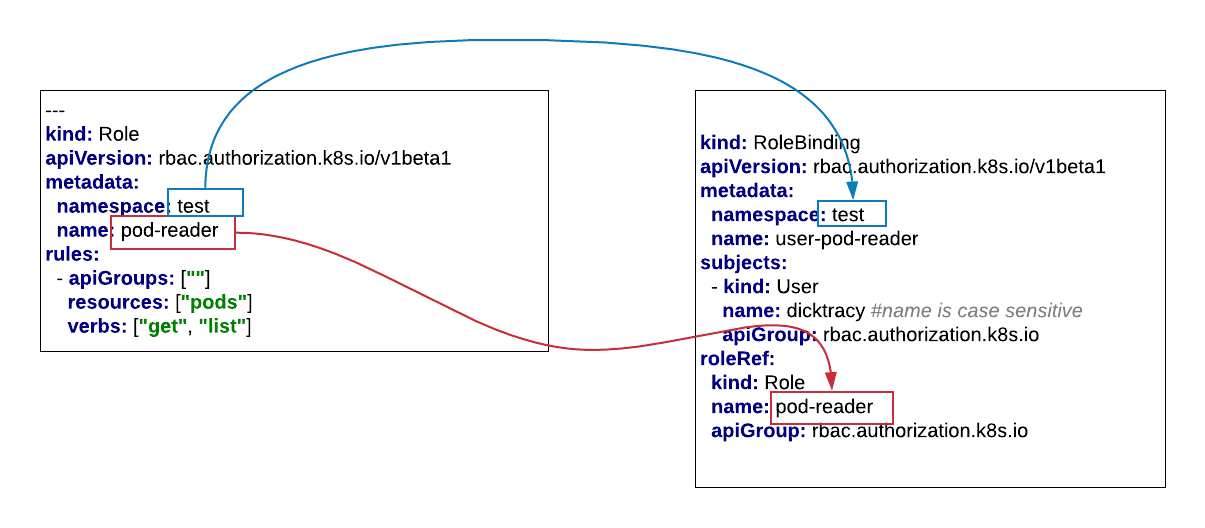 ---
kind: Role
apiVersion: rbac.authorization.k8s.io/v1beta1
metadata:
  namespace: test
  name: pod-reader
rules:
  - apiGroups: [""]
    resources: ["pods"]
    verbs: ["get", "list"]
kind: RoleBinding
apiVersion: rbac.authorization.k8s.io/v1beta1
metadata:
  namespace: test
  name: user-pod-reader
subjects:
  - kind: User
    name: dicktracy #name is case sensitive
    apiGroup: rbac.authorization.k8s.io
roleRef:
  kind: Role
  name: pod-reader
  apiGroup: rbac.authorization.k8s.io